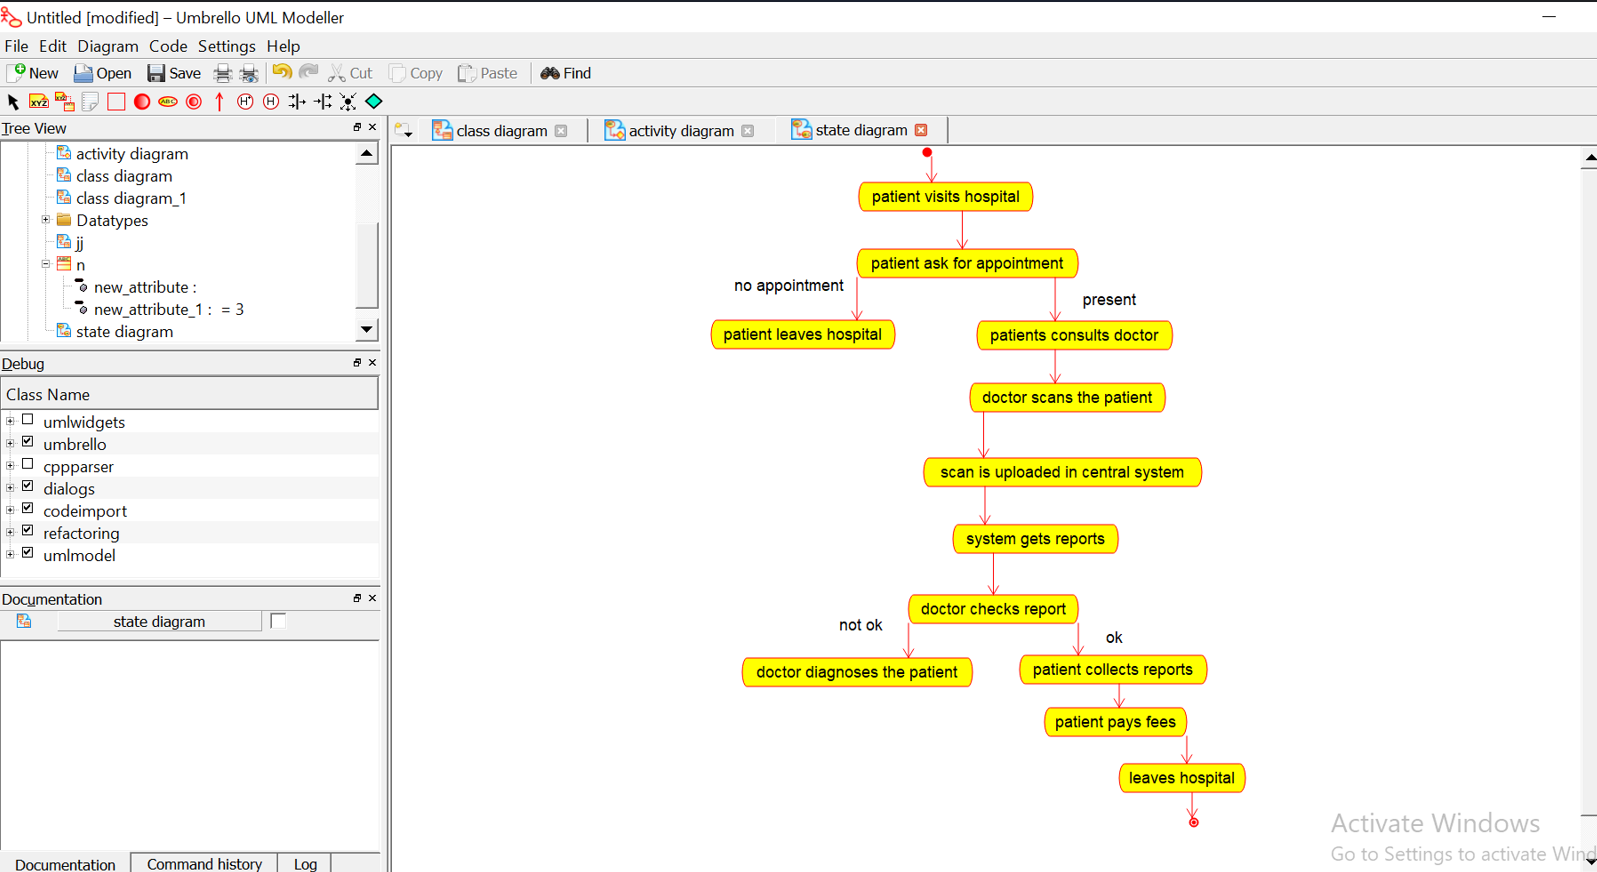 Untitled [modified] – Umbrello UML Modeller
File Edit Diagram Code Settings Help
New Open Save Cut Copy Paste Find
Tree View
activity diagram
class diagram
class diagram_1
Datatypes
jj
n
new_attribute :
new_attribute_1 : = 3
state diagram
Debug
Class Name
umlwidgets
umbrello
cppparser
dialogs
codeimport
refactoring
umlmodel
Documentation
state diagram
Documentation Command history Log
class diagram activity diagram state diagram
patient visits hospital
patient ask for appointment
no appointment
present
patient leaves hospital
patients consults doctor
doctor scans the patient
scan is uploaded in central system
system gets reports
doctor checks report
not ok
ok
doctor diagnoses the patient
patient collects reports
patient pays fees
leaves hospital
Activate Windows
Go to Settings to activate Wind